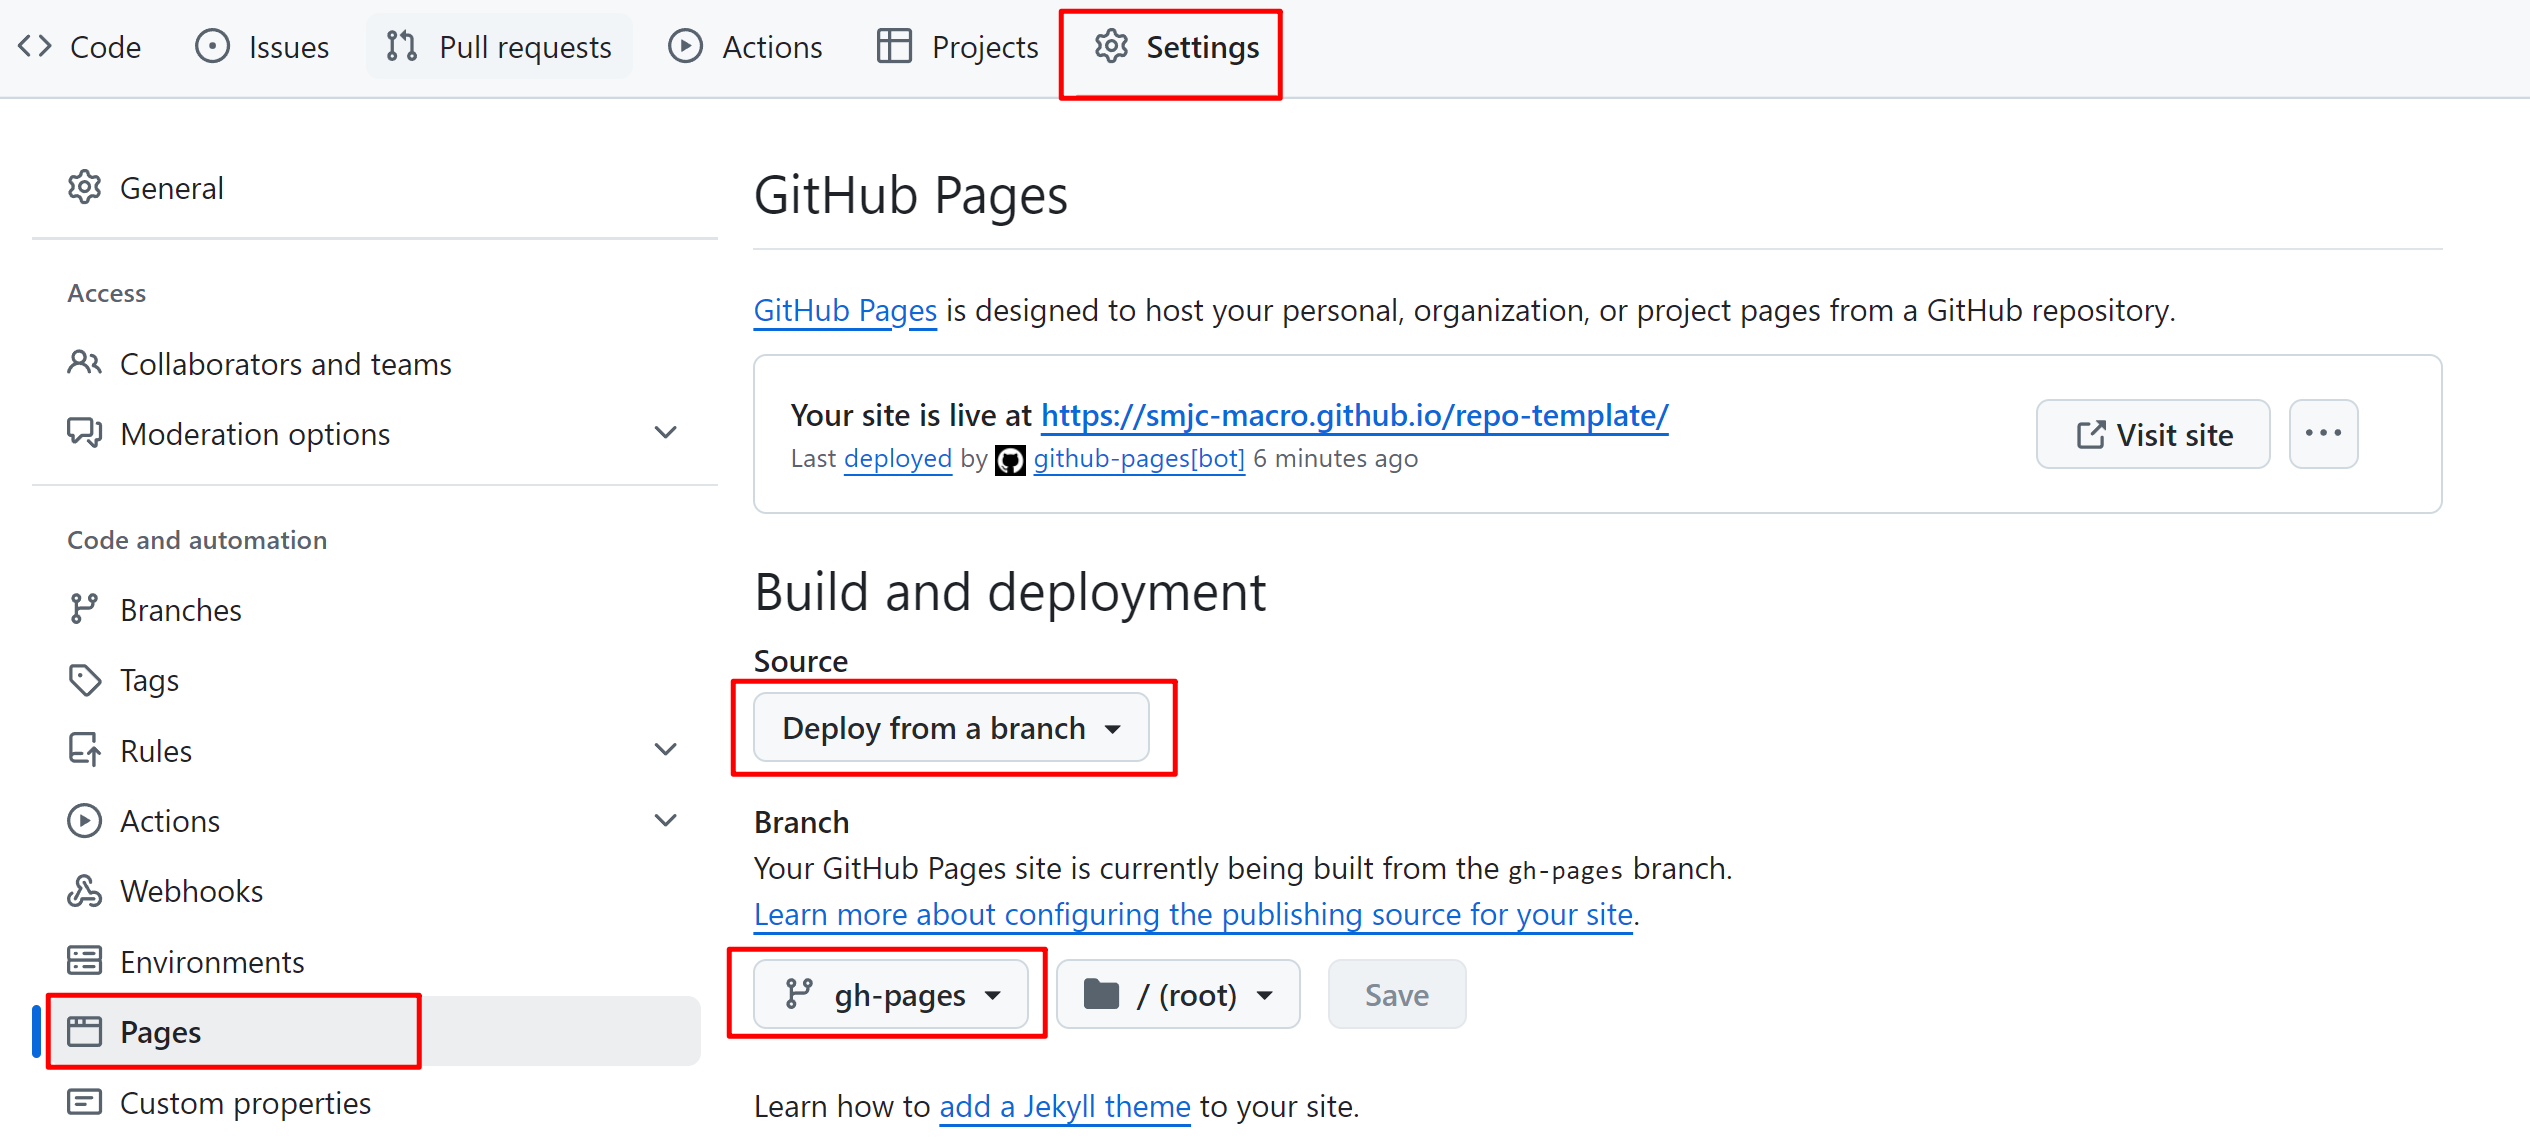 Code Issues Pull requests Actions Projects Settings
General
Access
Collaborators and teams
Moderation options
Code and automation
Branches
Tags
Rules
Actions
Webhooks
Environments
Pages
Custom properties
GitHub Pages
GitHub Pages is designed to host your personal, organization, or project pages from a GitHub repository.
Your site is live at https://smjc-macro.github.io/repo-template/
Last deployed by github-pages[bot] 6 minutes ago
Visit site
Build and deployment
Source
Deploy from a branch
Branch
Your GitHub Pages site is currently being built from the gh-pages branch.
Learn more about configuring the publishing source for your site.
gh-pages / (root) Save
Learn how to add a Jekyll theme to your site.